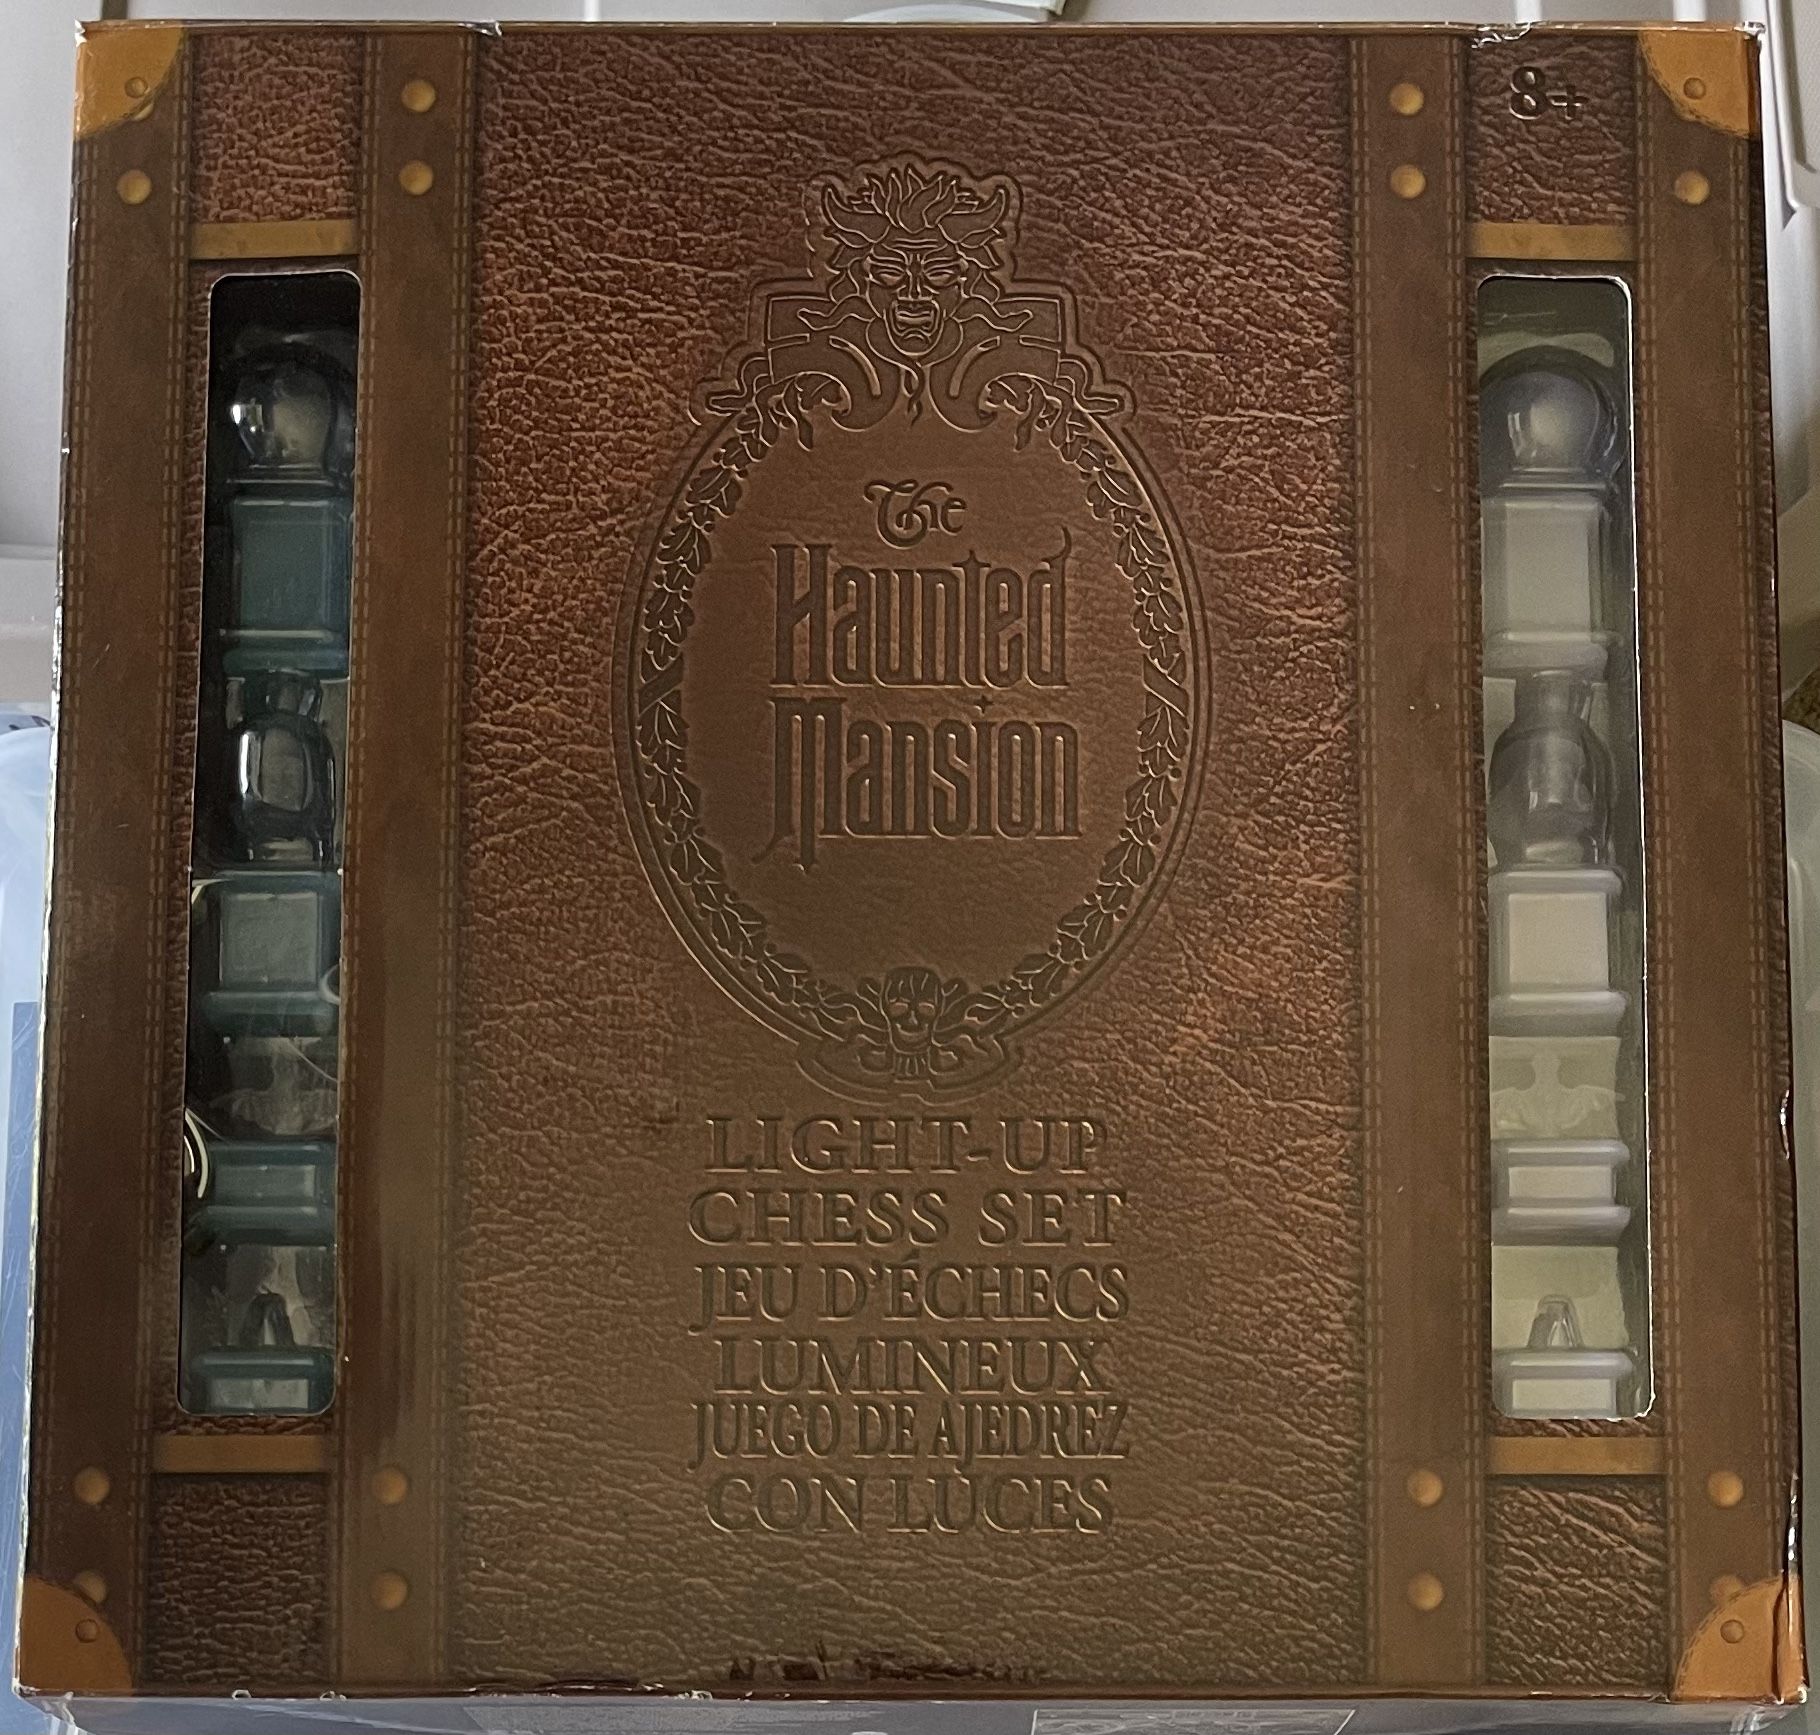 8+
The
Haunted
Mansion
LIGHT-UP
CHESS SET
JEU D'ÉCHECS
LUMINEUX
JUEGO DE AJEDREZ
CON LUCES